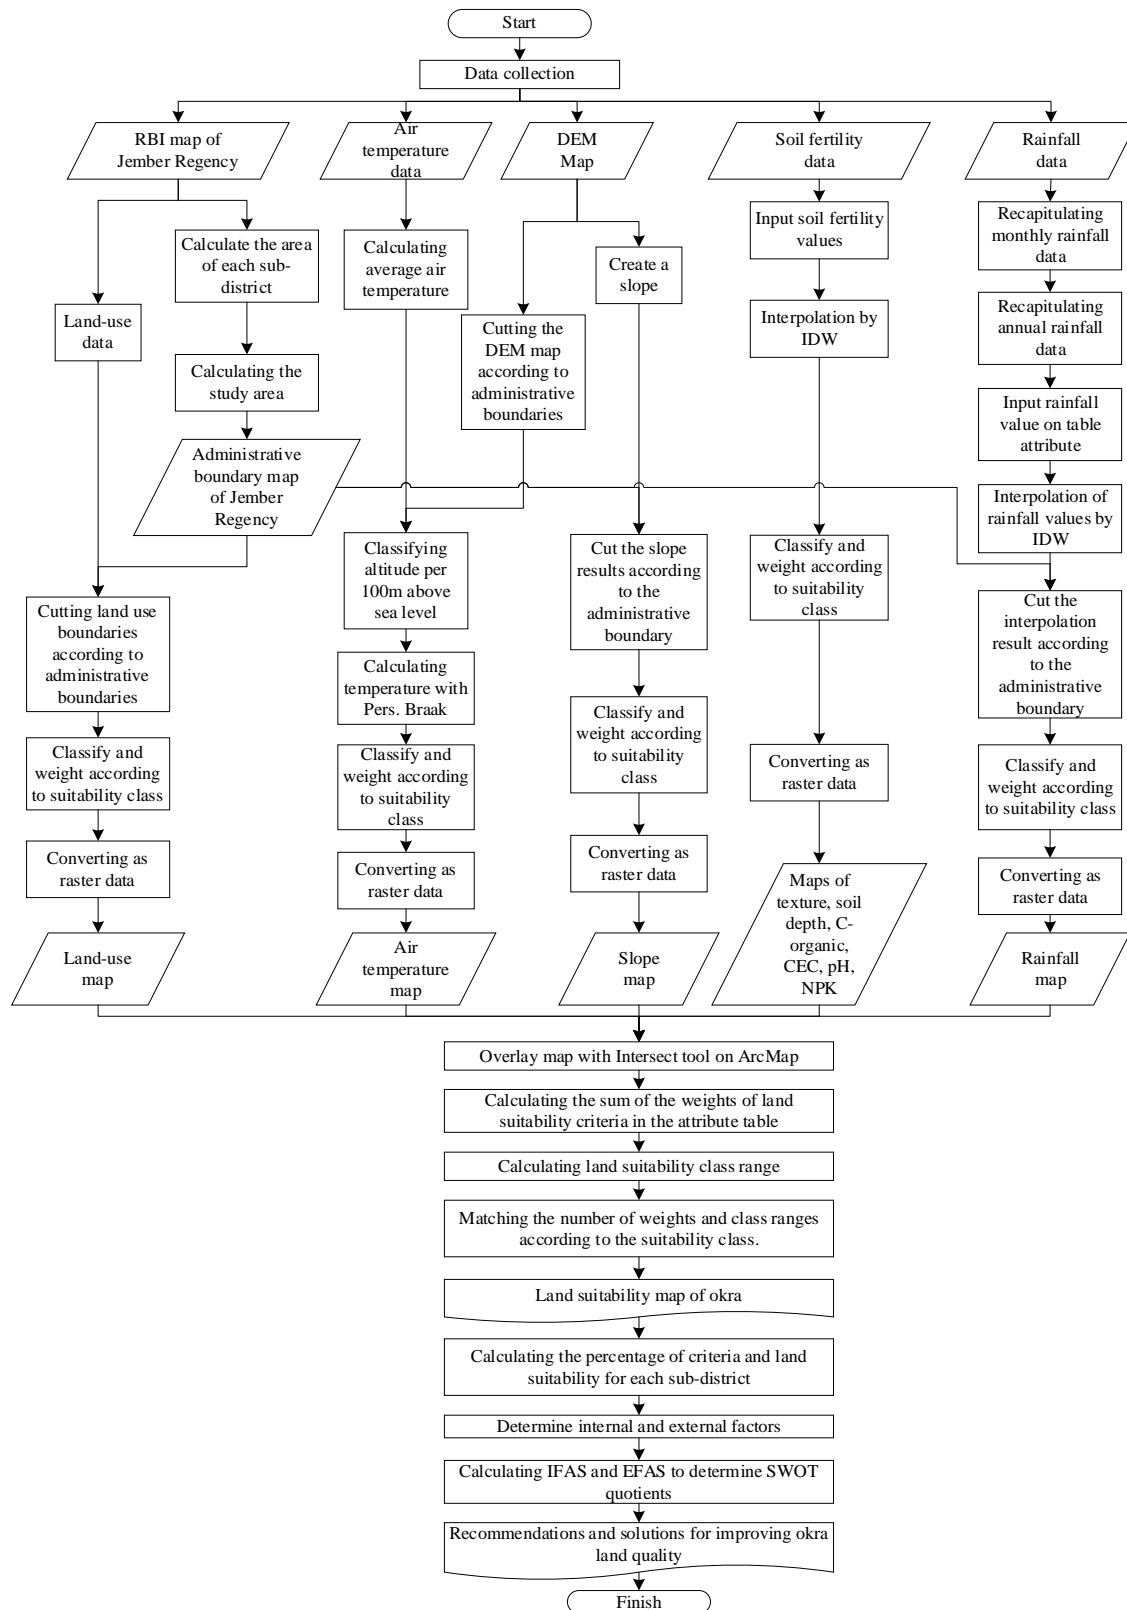 Start
Data collection
RBI map of
Jember Regency
Air
temperature
data
DEM
Map
Soil fertility
data
Rainfall
data
Calculate the area
of each sub-
district
Calculating
average air
temperature
Create a
slope
Input soil fertility
values
Recapitulating
monthly rainfall
data
Land-use
data
Cutting the
DEM map
according to
administrative
boundaries
Interpolation by
IDW
Recapitulating
annual rainfall
data
Calculating the
study area
Input rainfall
value on table
attribute
Administrative
boundary map
of Jember
Regency
Interpolation of
rainfall values by
IDW
Classifying
altitude per
100m above
sea level
Cut the slope
results according
to the
administrative
boundary
Classify and
weight according
to suitability
class
Cutting land use
boundaries
according to
administrative
boundaries
Cut the
interpolation
result according
to the
administrative
boundary
Calculating
temperature with
Pers. Braak
Classify and
weight according
to suitability
class
Classify and
weight according
to suitability class
Classify and
weight according
to suitability
class
Converting as
raster data
Classify and
weight according
to suitability class
Converting as
raster data
Converting as
raster data
Converting as
raster data
Maps of
texture, soil
depth, C-
organic,
CEC, pH,
NPK
Converting as
raster data
Land-use
map
Air
temperature
map
Slope
map
Rainfall
map
Overlay map with Intersect tool on ArcMap
Calculating the sum of the weights of land
suitability criteria in the attribute table
Calculating land suitability class range
Matching the number of weights and class ranges
according to the suitability class.
Land suitability map of okra
Calculating the percentage of criteria and land
suitability for each sub-district
Determine internal and external factors
Calculating IFAS and EFAS to determine SWOT
quotients
Recommendations and solutions for improving okra
land quality
Finish